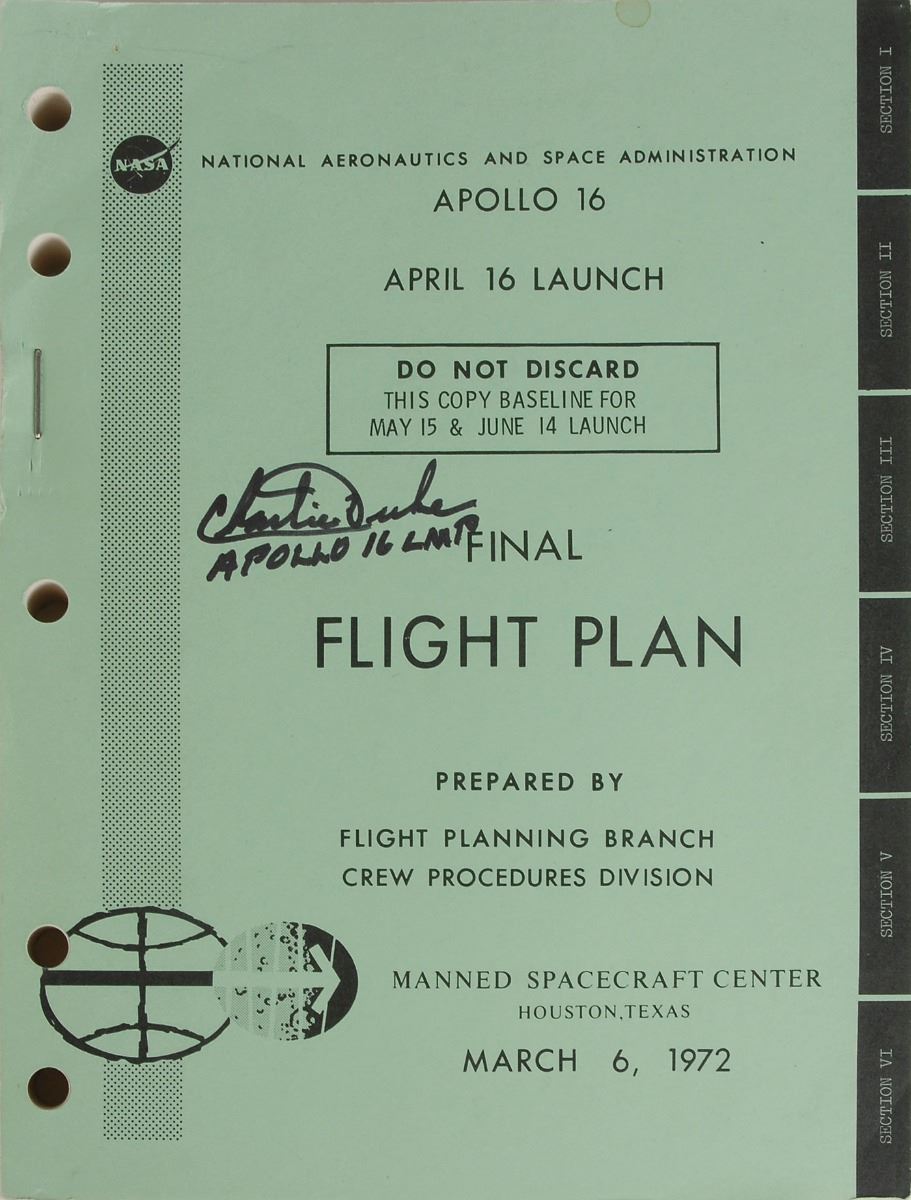 NASA
NATIONAL AERONAUTICS AND SPACE ADMINISTRATION
APOLLO 16
APRIL 16 LAUNCH
DO NOT DISCARD
THIS COPY BASELINE FOR
MAY 15 & JUNE 14 LAUNCH
Charlie Duke
APOLLO 16 LMP
FINAL
FLIGHT PLAN
PREPARED BY
FLIGHT PLANNING BRANCH
CREW PROCEDURES DIVISION
MANNED SPACECRAFT CENTER
HOUSTON, TEXAS
MARCH 6, 1972
SECTION I
SECTION II
SECTION III
SECTION IV
SECTION V
SECTION VI